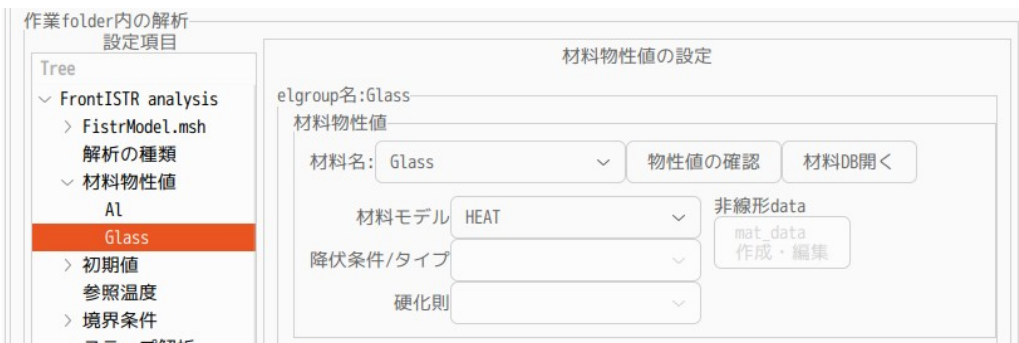 作業folder内の解析
設定項目
Tree
FrontISTR analysis
FistrModel.msh
解析の種類
材料物性値
Al
Glass
初期値
参照温度
境界条件
材料物性値の設定
elgroup名:Glass
材料物性値
材料名: Glass 物性値の確認 材料DB開く
材料モデル HEAT
非線形data
mat_data
作成・編集
降伏条件/タイプ
硬化則